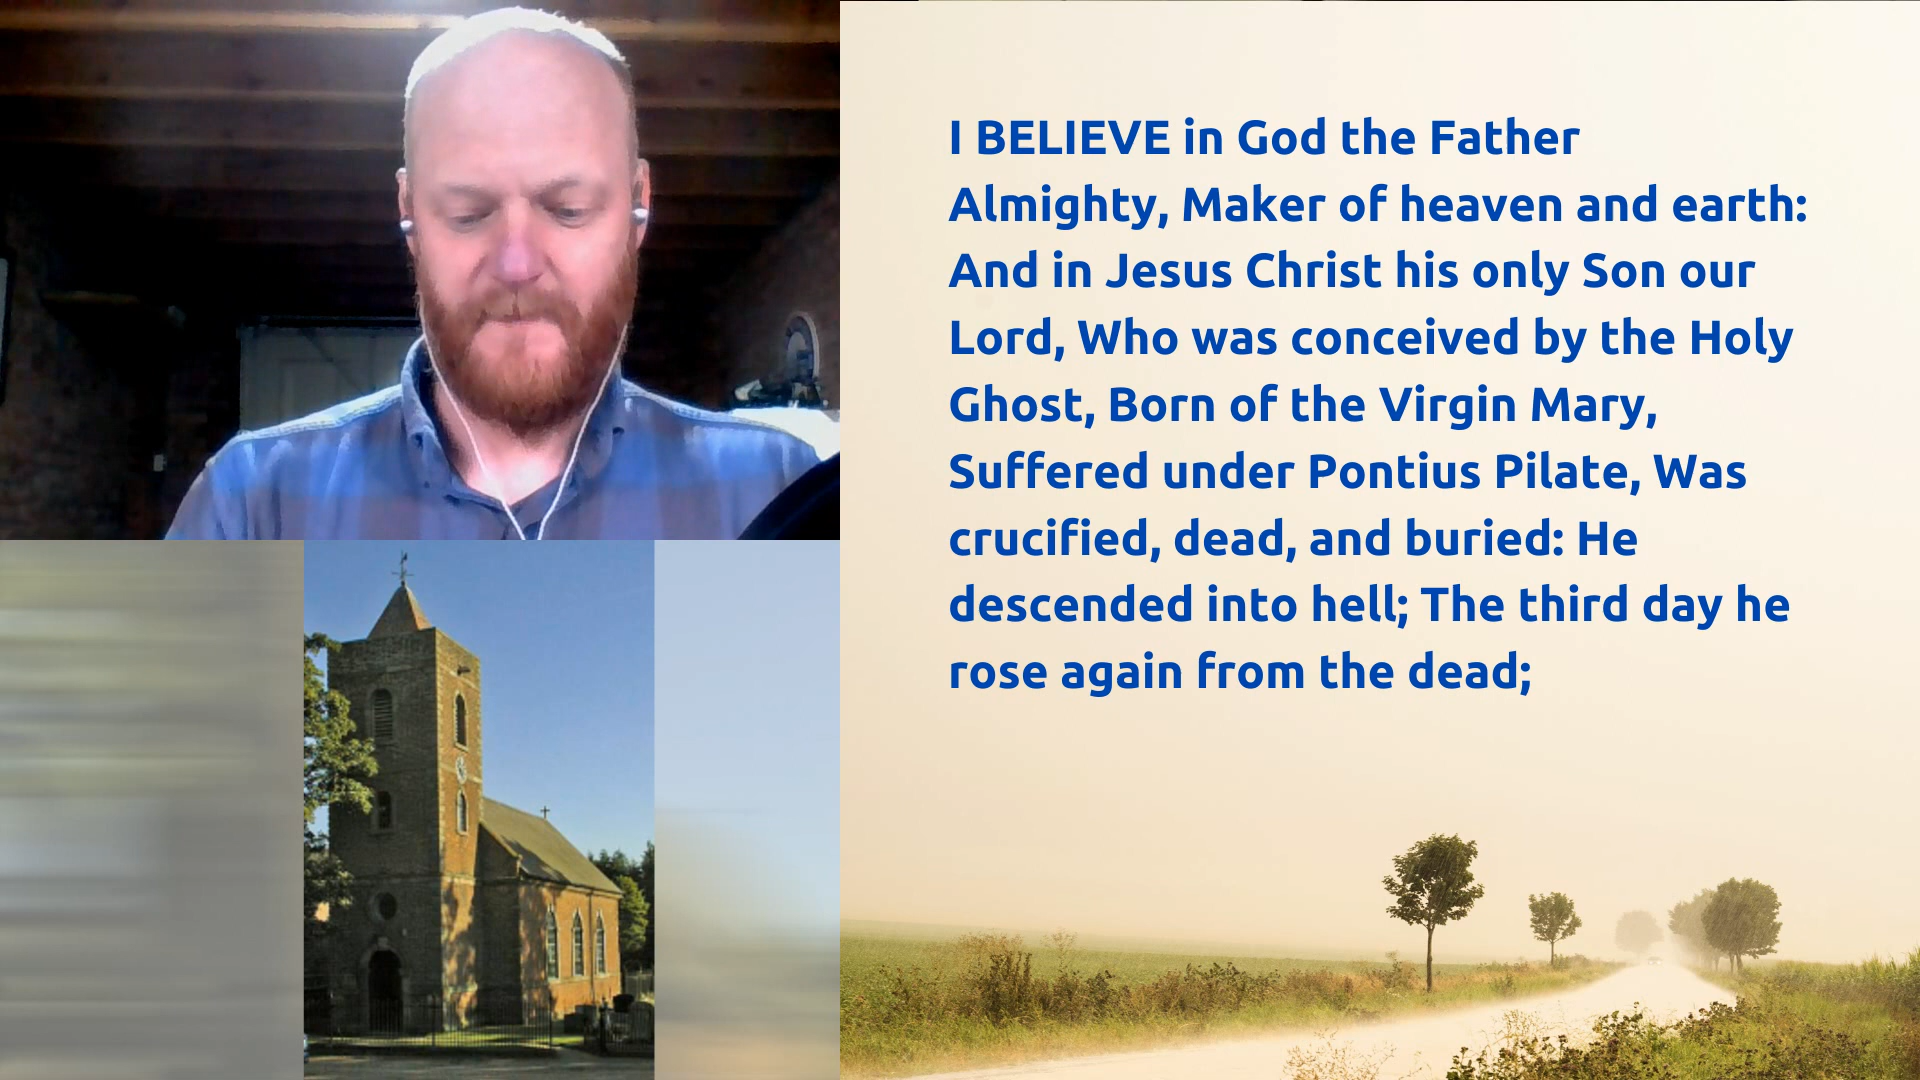 I BELIEVE in God the Father
Almighty, Maker of heaven and earth:
And in Jesus Christ his only Son our
Lord, Who was conceived by the Holy
Ghost, Born of the Virgin Mary,
Suffered under Pontius Pilate, Was
crucified, dead, and buried: He
descended into hell; The third day he
rose again from the dead;